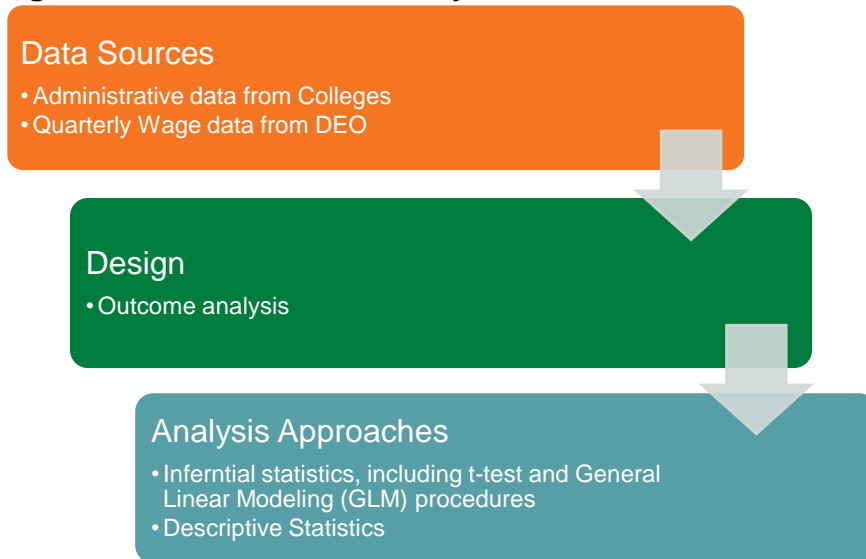 Data Sources
• Administrative data from Colleges
• Quarterly Wage data from DEO
Design
• Outcome analysis
Analysis Approaches
• Inferntial statistics, including t-test and General
Linear Modeling (GLM) procedures
• Descriptive Statistics